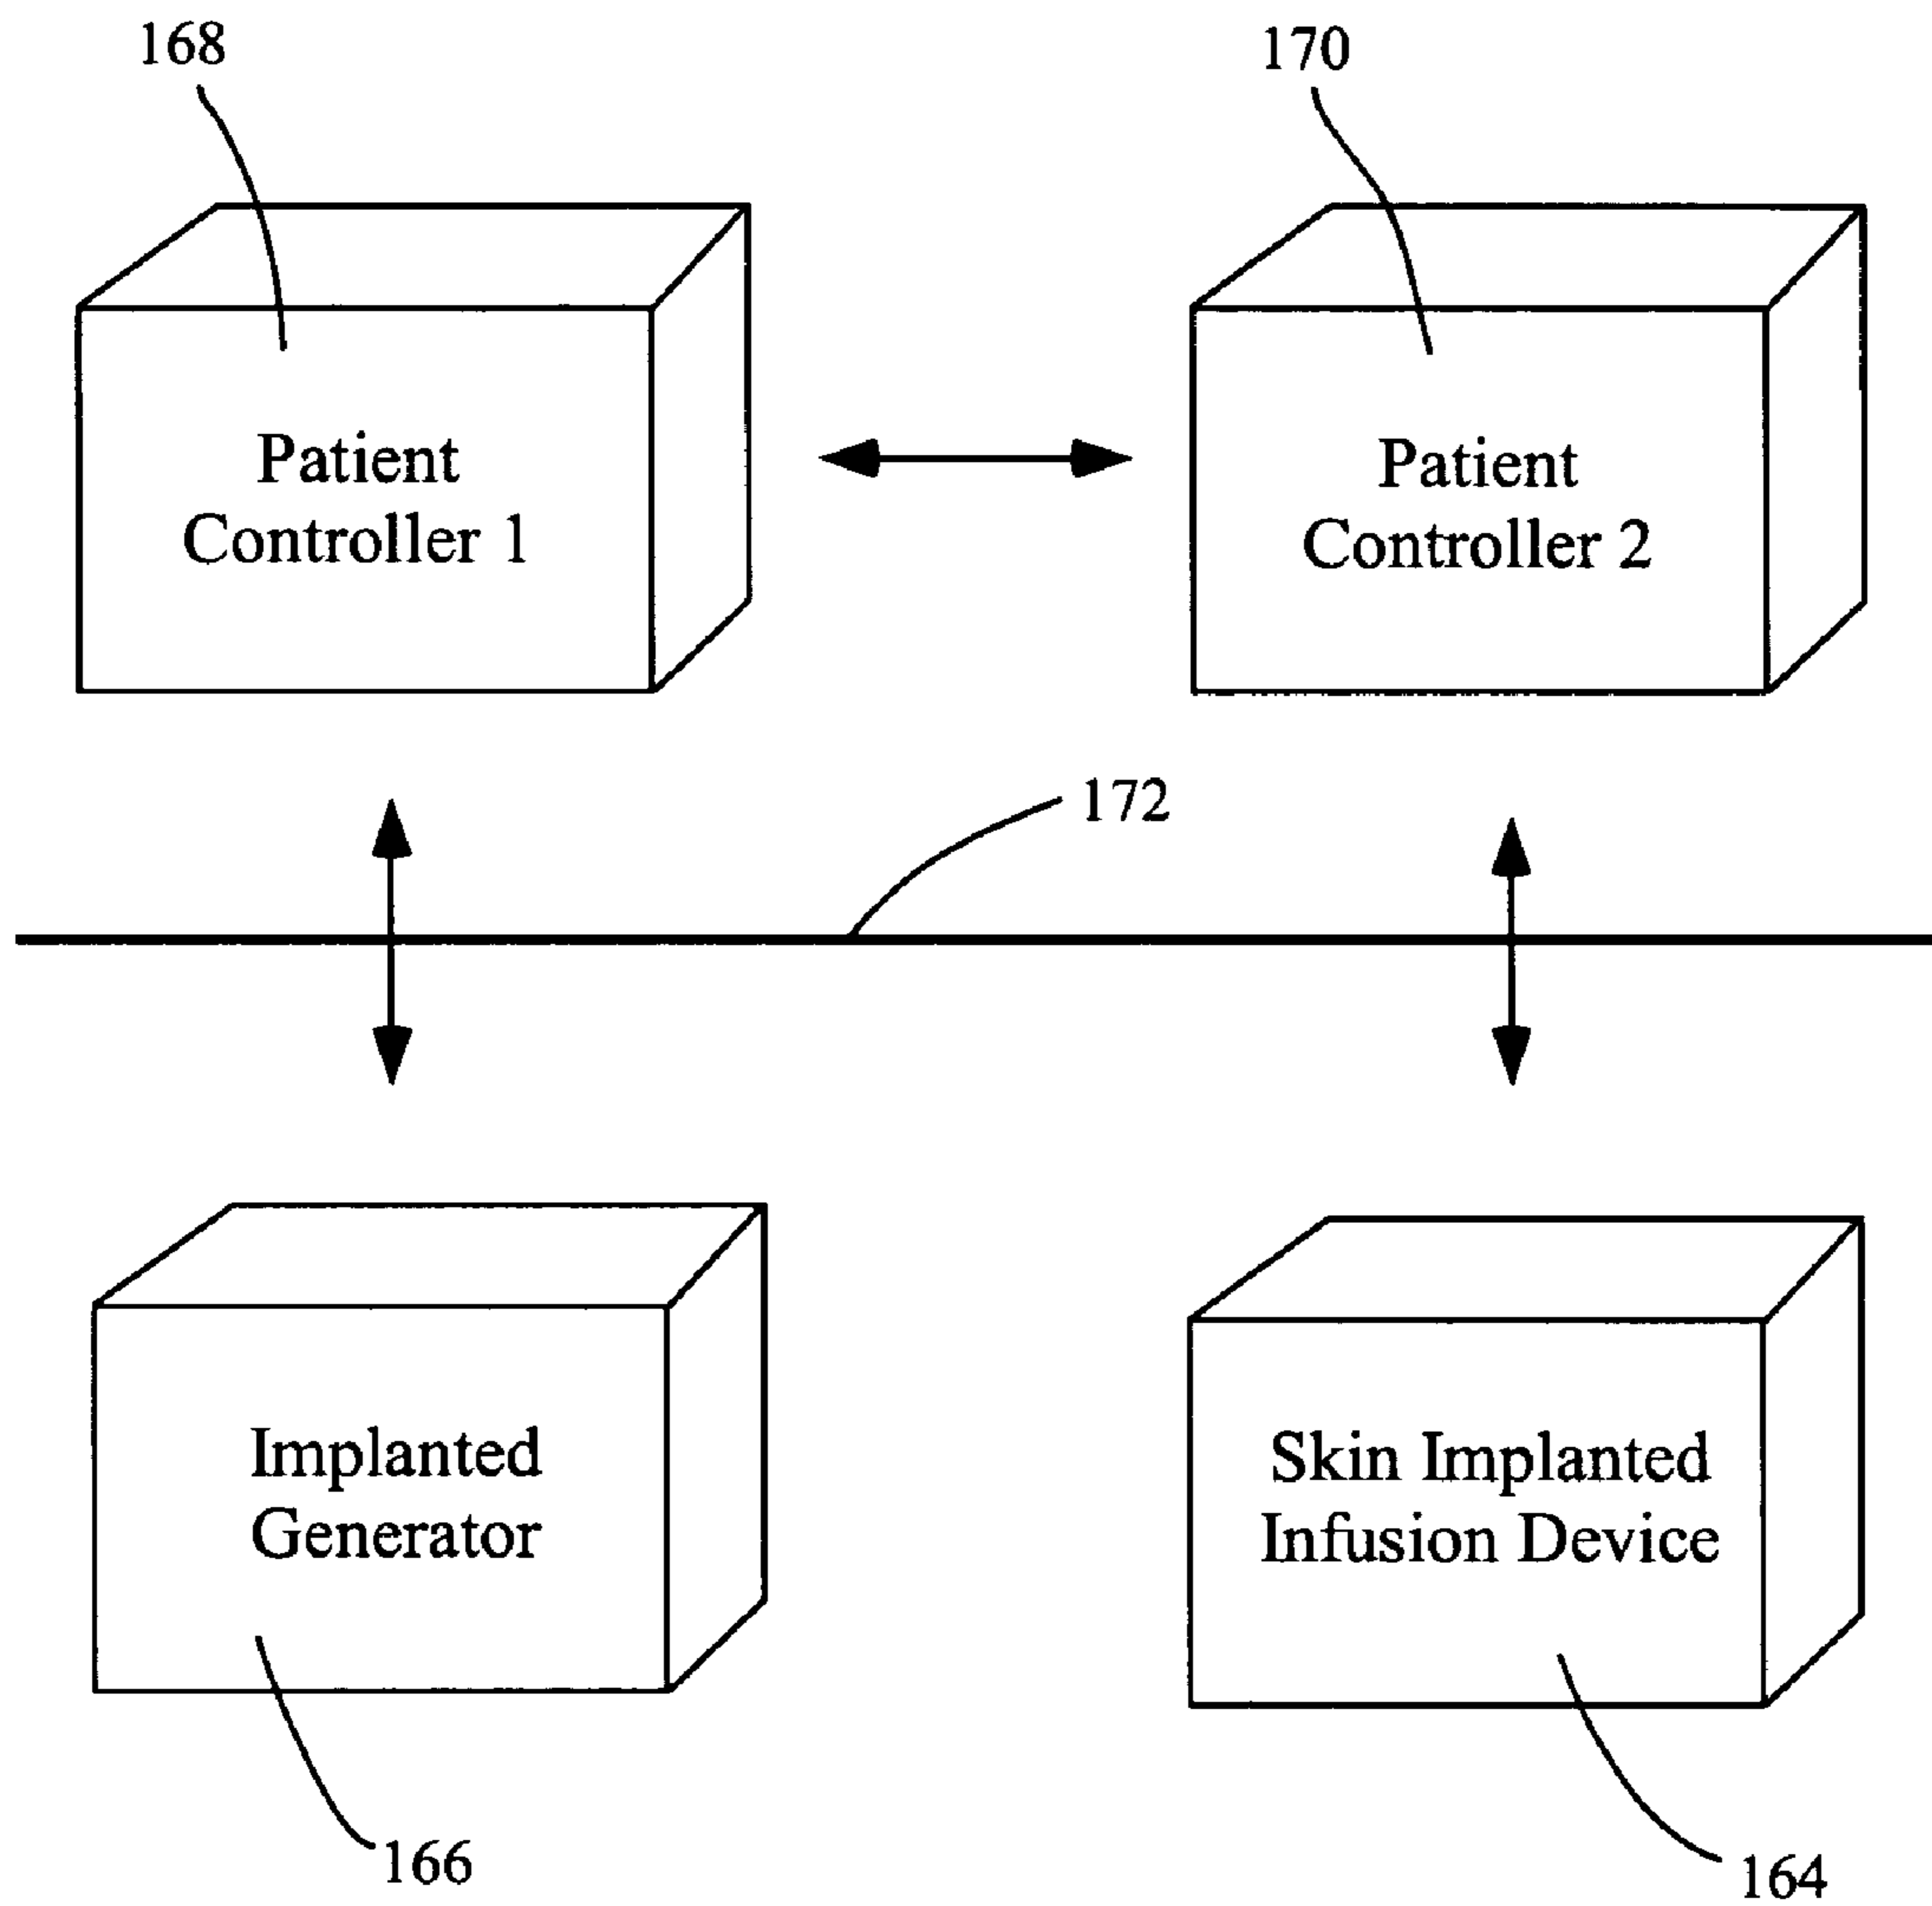 168
170
Patient
Controller 1
Patient
Controller 2
172
Implanted
Generator
Skin Implanted
Infusion Device
166
164